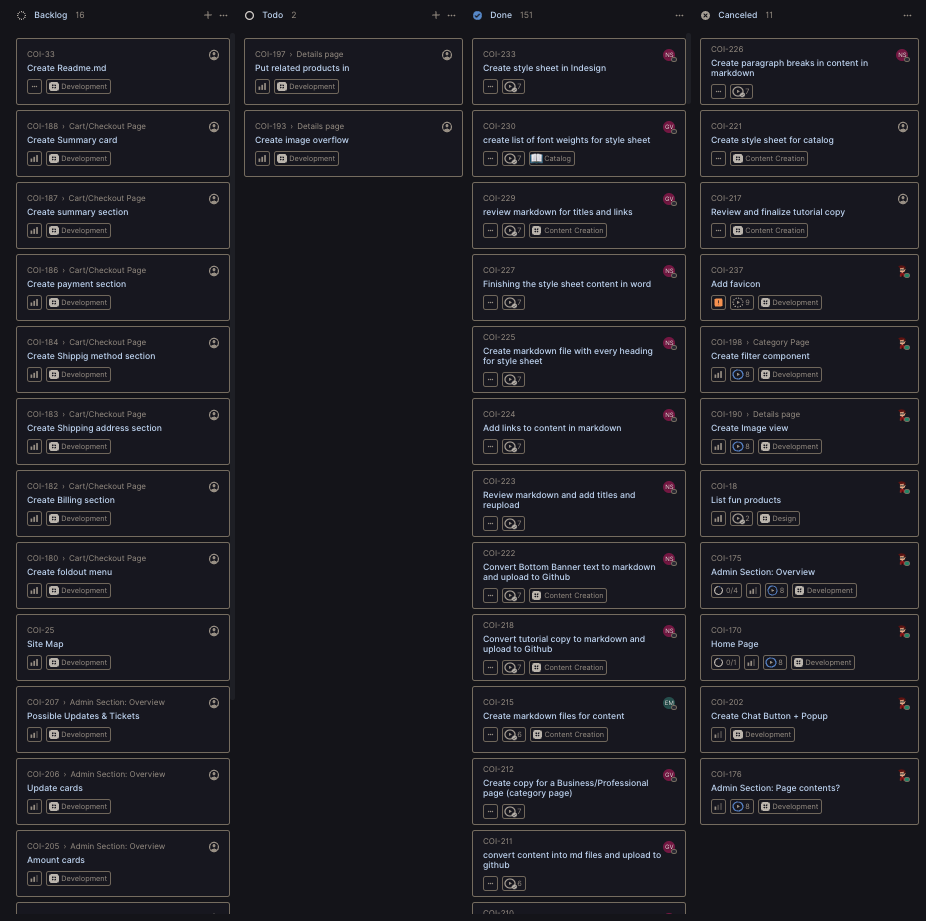 Backlog 16
COI-33
Create Readme.md
Development
COI-188 › Cart/Checkout Page
Create Summary card
Development
COI-187 › Cart/Checkout Page
Create summary section
Development
COI-186 › Cart/Checkout Page
Create payment section
Development
COI-184 › Cart/Checkout Page
Create Shippig method section
Development
COI-183 › Cart/Checkout Page
Create Shipping address section
Development
COI-182 › Cart/Checkout Page
Create Billing section
Development
COI-180 › Cart/Checkout Page
Create foldout menu
Development
COI-25
Site Map
Development
COI-207 › Admin Section: Overview
Possible Updates & Tickets
Development
COI-206 › Admin Section: Overview
Update cards
Development
COI-205 › Admin Section: Overview
Amount cards
Development
Todo 2
COI-197 › Details page
Put related products in
Development
COI-193 › Details page
Create image overflow
Development
Done 151
COI-233
NS
Create style sheet in Indesign
7
COI-230
GV
create list of font weights for style sheet
7 Catalog
COI-229
GV
review markdown for titles and links
7 Content Creation
COI-227
NS
Finishing the style sheet content in word
7
COI-225
NS
Create markdown file with every heading
for style sheet
7
COI-224
NS
Add links to content in markdown
7
COI-223
NS
Review markdown and add titles and
reupload
7
COI-222
NS
Convert Bottom Banner text to markdown
and upload to Github
7 Content Creation
COI-218
NS
Convert tutorial copy to markdown and
upload to Github
7 Content Creation
COI-215
EM
Create markdown files for content
6 Content Creation
COI-212
GV
Create copy for a Business/Professional
page (category page)
7
COI-211
GV
convert content into md files and upload to
github
6
Canceled 11
COI-226
NS
Create paragraph breaks in content in
markdown
7
COI-221
Create style sheet for catalog
Content Creation
COI-217
Review and finalize tutorial copy
Content Creation
COI-237
Add favicon
9 Development
COI-198 › Category Page
Create filter component
8 Development
COI-190 › Details page
Create Image view
8 Development
COI-18
List fun products
2 Design
COI-175
Admin Section: Overview
0/4 8 Development
COI-170
Home Page
0/1 8 Development
COI-202
Create Chat Button + Popup
Development
COI-176
Admin Section: Page contents?
8 Development